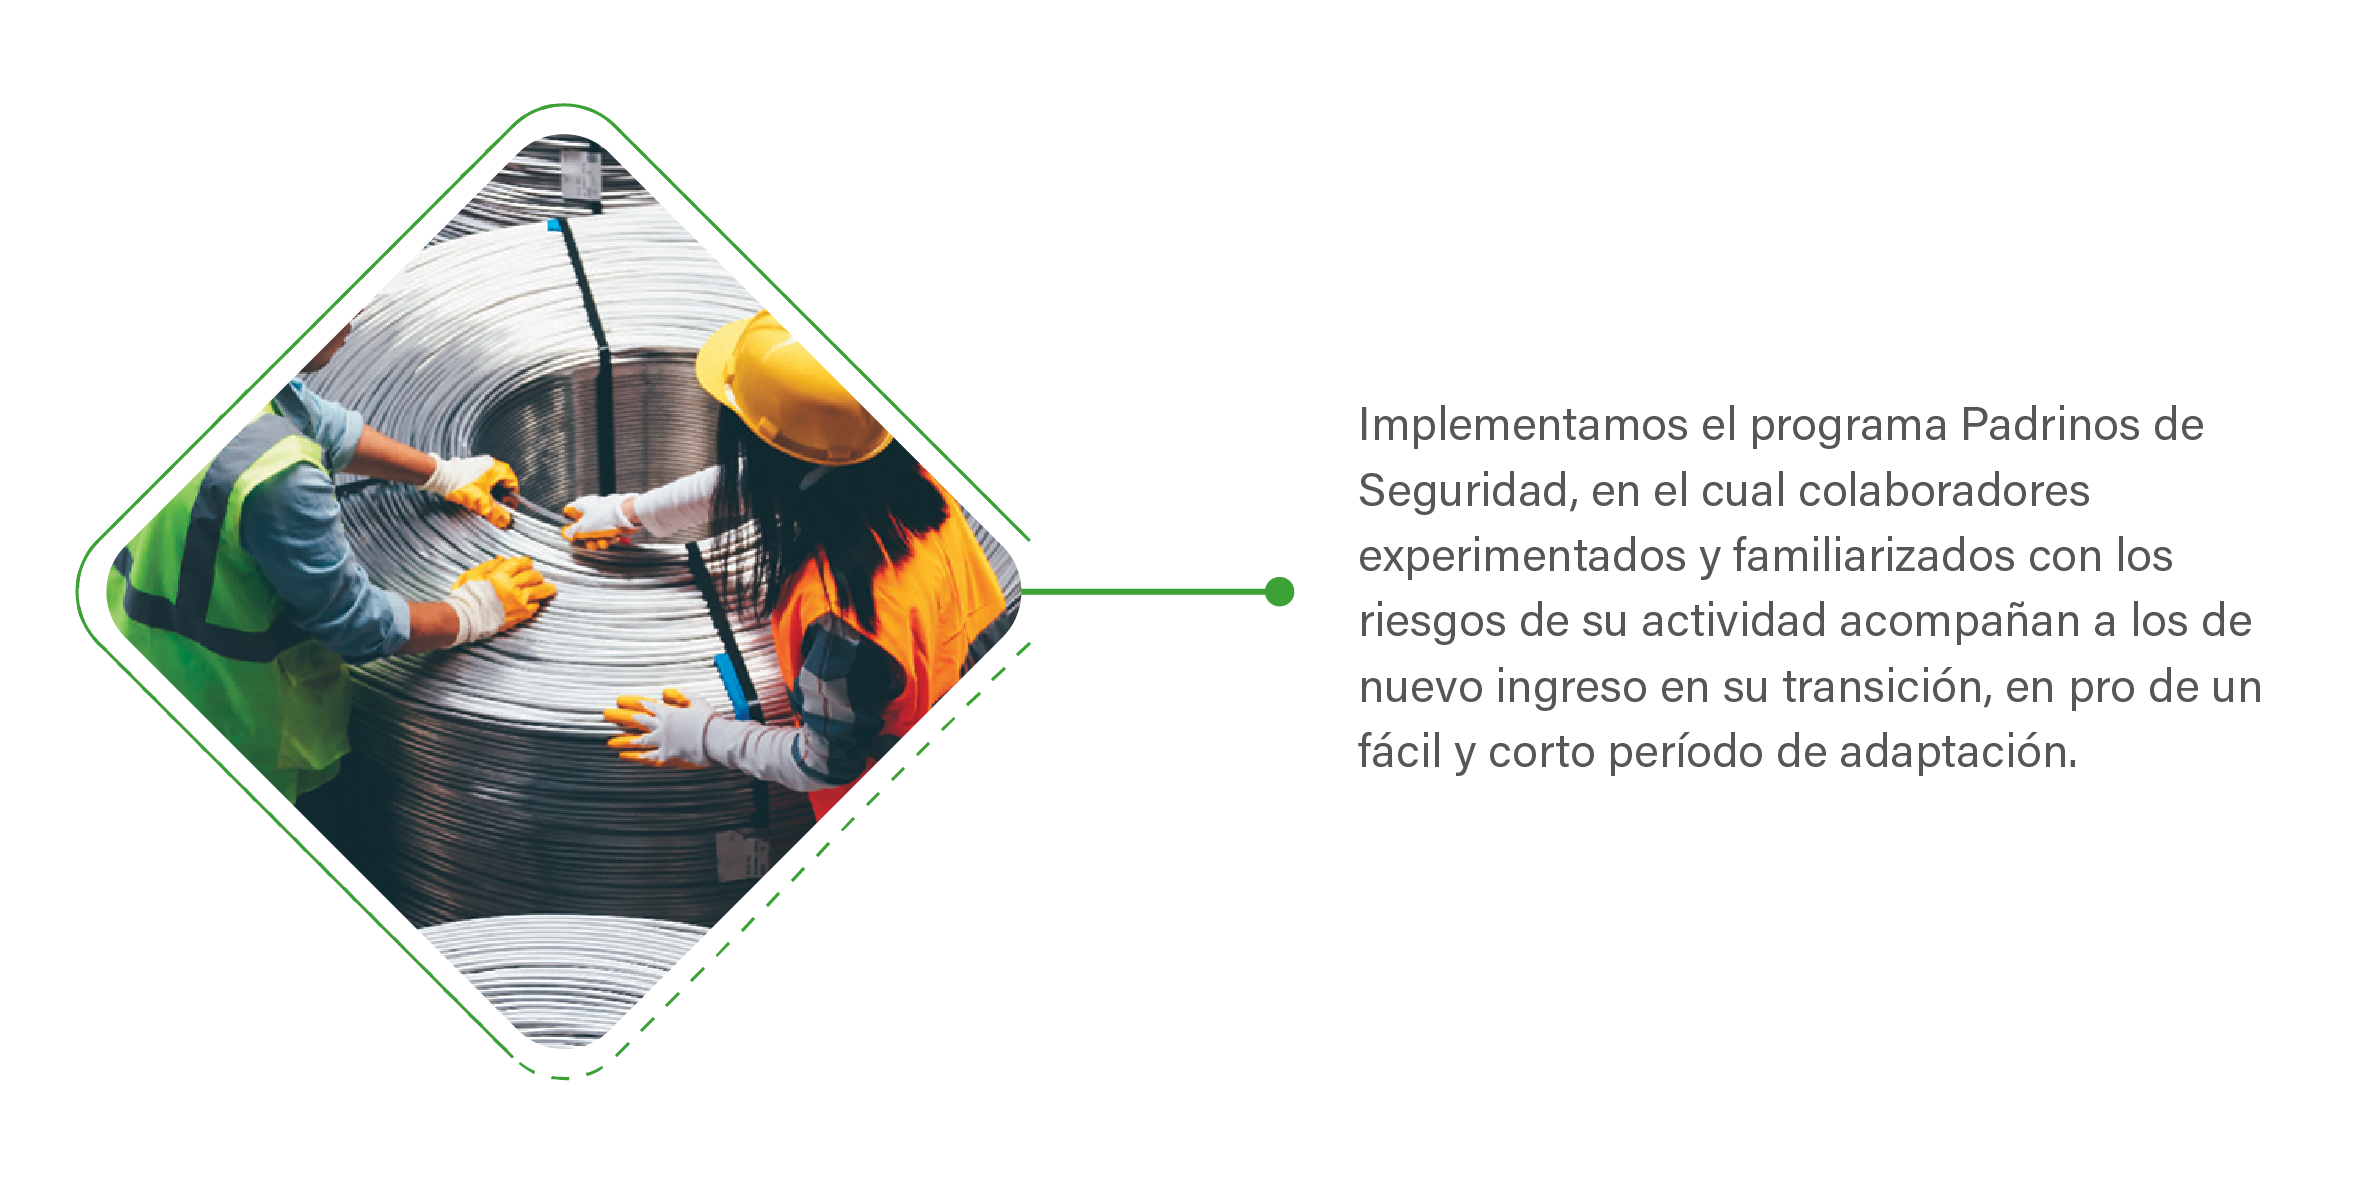 Implementamos el programa Padrinos de
Seguridad, en el cual colaboradores
experimentados y familiarizados con los
riesgos de su actividad acompañan a los de
nuevo ingreso en su transición, en pro de un
fácil y corto período de adaptación.